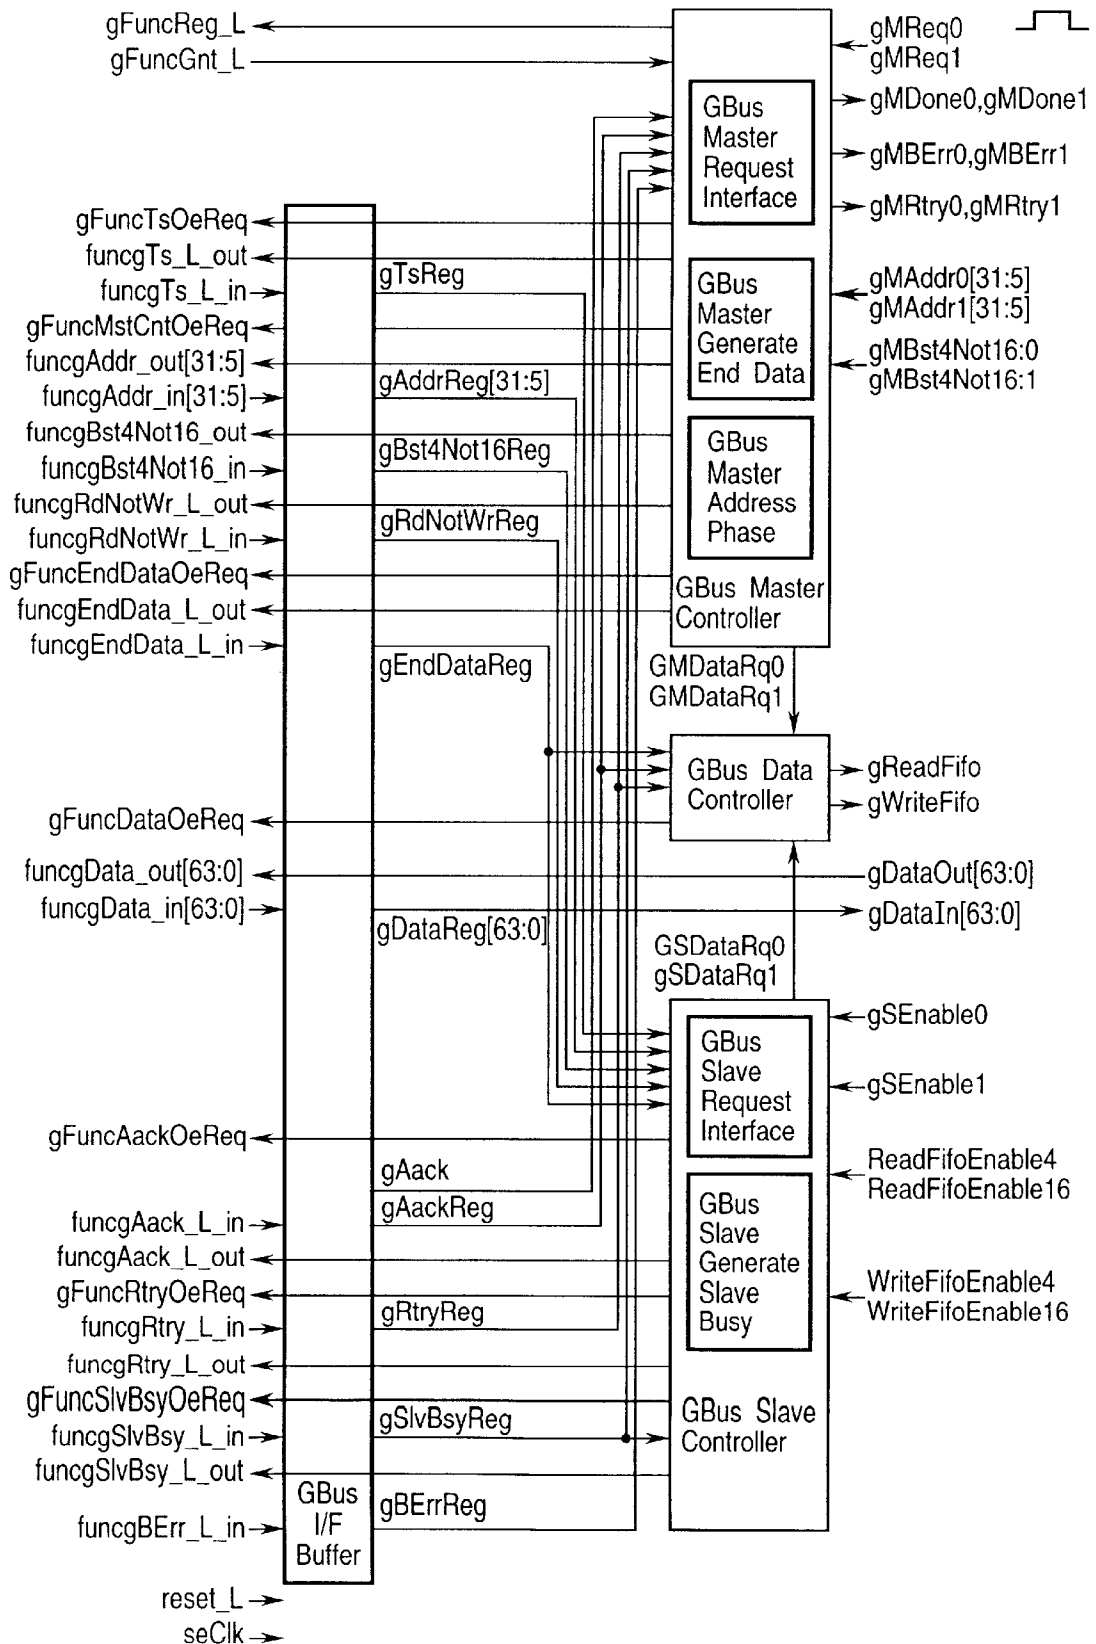 gFuncReg_L
gFuncGnt_L
gFuncTsOeReq
funcgTs_L_out
funcgTs_L_in
gFuncMstCntOeReq
funcgAddr_out[31:5]
funcgAddr_in[31:5]
funcgBst4Not16_out
funcgBst4Not16_in
funcgRdNotWr_L_out
funcgRdNotWr_L_in
gFuncEndDataOeReq
funcgEndData_L_out
funcgEndData_L_in
gFuncDataOeReq
funcgData_out[63:0]
funcgData_in[63:0]
gFuncAackOeReq
funcgAack_L_in
funcgAack_L_out
gFuncRtryOeReq
funcgRtry_L_in
funcgRtry_L_out
gFuncSlvBsyOeReq
funcgSlvBsy_L_in
funcgSlvBsy_L_out
funcgBErr_L_in
reset_L
seClk
GBus
I/F
Buffer
gTsReg
gAddrReg[31:5]
gBst4Not16Reg
gRdNotWrReg
gEndDataReg
gDataReg[63:0]
gAack
gAackReg
gRtryReg
gSlvBsyReg
gBErrReg
GBus
Master
Request
Interface
GBus
Master
Generate
End Data
GBus
Master
Address
Phase
GBus Master
Controller
GMDataRq0
GMDataRq1
GBus Data
Controller
GSDataRq0
gSDataRq1
GBus
Slave
Request
Interface
GBus
Slave
Generate
Slave
Busy
GBus Slave
Controller
gMReq0
gMReq1
gMDone0,gMDone1
gMBErr0,gMBErr1
gMRtry0,gMRtry1
gMAddr0[31:5]
gMAddr1[31:5]
gMBst4Not16:0
gMBst4Not16:1
gReadFifo
gWriteFifo
gDataOut[63:0]
gDataIn[63:0]
gSEnable0
gSEnable1
ReadFifoEnable4
ReadFifoEnable16
WriteFifoEnable4
WriteFifoEnable16